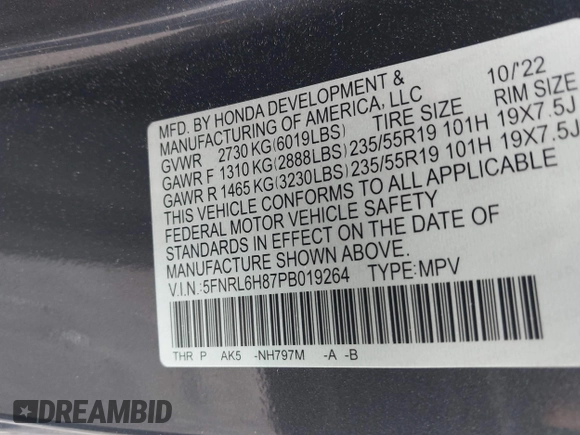 MFD. BY HONDA DEVELOPMENT & 10/'22
MANUFACTURING OF AMERICA, LLC
GVWR 2730 KG(6019LBS) TIRE SIZE RIM SIZE
GAWR F 1310 KG(2888LBS)235/55R19 101H 19X7.5J
GAWR R 1465 KG(3230LBS)235/55R19 101H 19X7.5J
THIS VEHICLE CONFORMS TO ALL APPLICABLE
FEDERAL MOTOR VEHICLE SAFETY
STANDARDS IN EFFECT ON THE DATE OF
MANUFACTURE SHOWN ABOVE.
V.I.N.:5FNRL6H87PB019264 TYPE:MPV
THR P AK5 -NH797M -A -B
DREAMBID